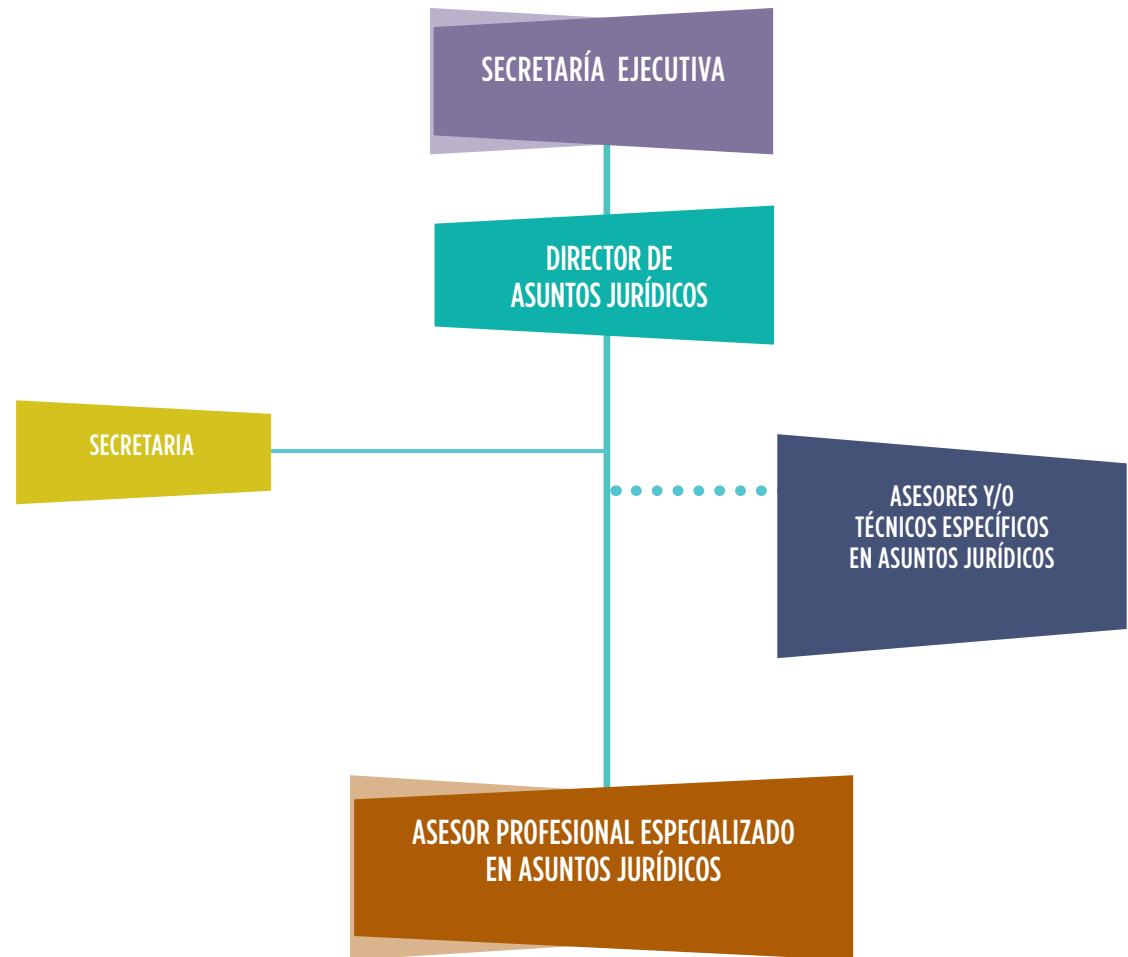 SECRETARÍA EJECUTIVA
DIRECTOR DE
ASUNTOS JURÍDICOS
SECRETARIA
ASESORES Y/O
TÉCNICOS ESPECÍFICOS
EN ASUNTOS JURÍDICOS
ASESOR PROFESIONAL ESPECIALIZADO
EN ASUNTOS JURÍDICOS